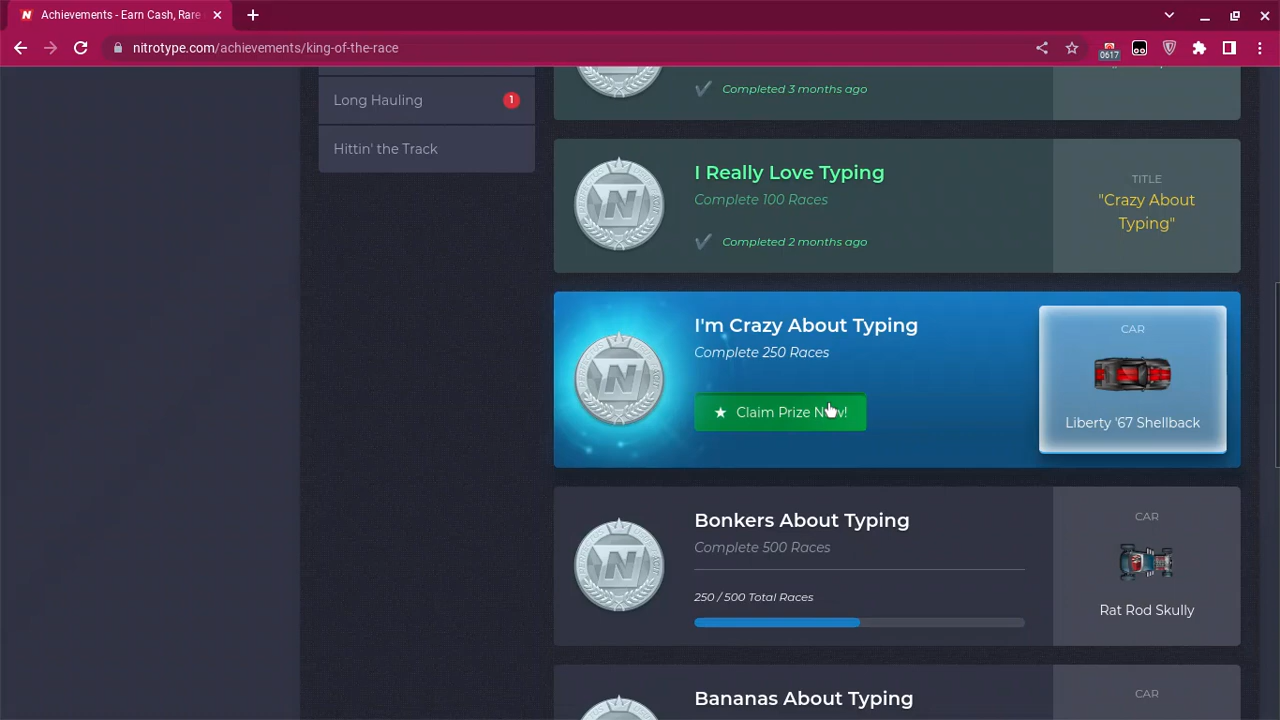 Achievements - Earn Cash, Rare
nitrotype.com/achievements/king-of-the-race
0617
Long Hauling
1
Hittin' the Track
Completed 3 months ago
I Really Love Typing
Complete 100 Races
Completed 2 months ago
TITLE
"Crazy About
Typing"
I'm Crazy About Typing
Complete 250 Races
Claim Prize Now!
CAR
Liberty '67 Shellback
Bonkers About Typing
Complete 500 Races
250 / 500 Total Races
CAR
Rat Rod Skully
Bananas About Typing
CAR